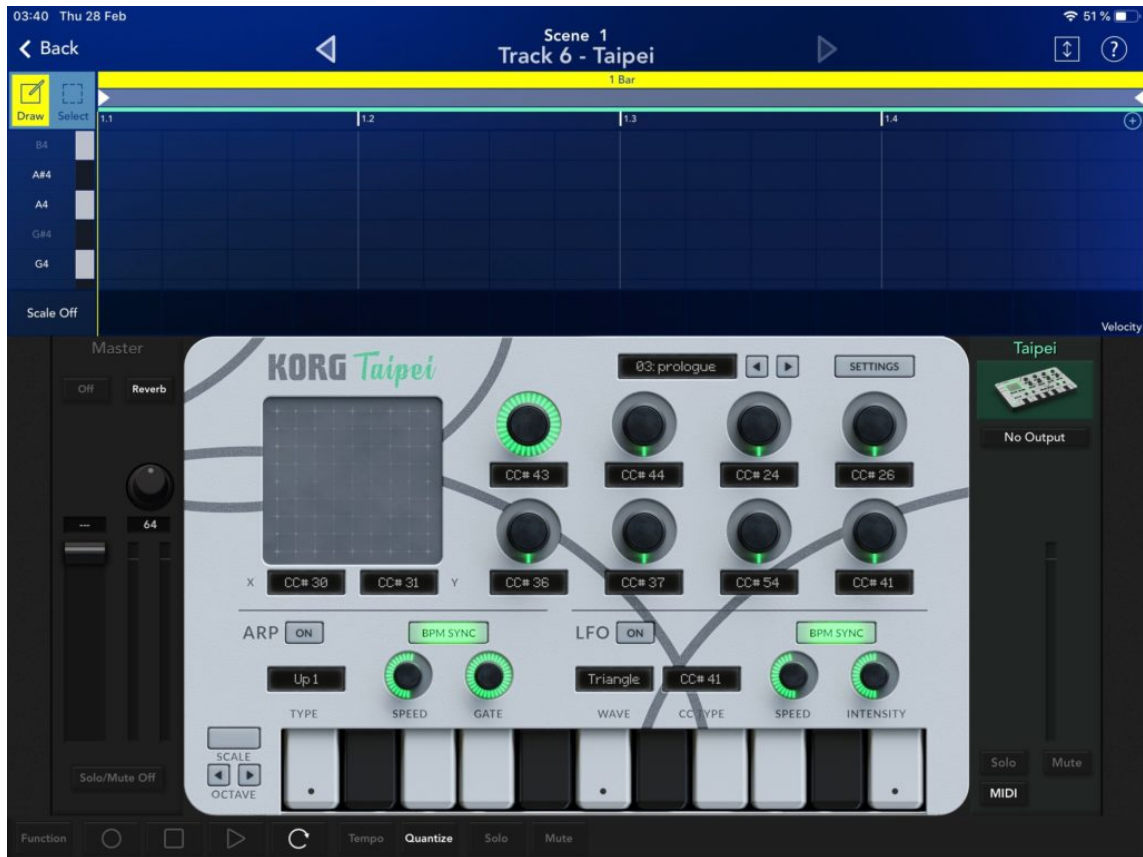 03:40 Thu 28 Feb
51 %
Back
Scene 1
Track 6 - Taipei
?
1 Bar
Draw
Select
1.1
1.2
1.3
1.4
B4
A#4
A4
G#4
G4
Scale Off
Velocity
Master
Off
Reverb
---
64
Solo/Mute Off
KORG Taipei
03:prologue
SETTINGS
CC# 43
CC# 44
CC# 24
CC# 26
CC# 36
CC# 37
CC# 54
CC# 41
X
CC# 30
CC# 31
Y
ARP
ON
BPM SYNC
LFO
ON
BPM SYNC
Up 1
Triangle
CC# 41
TYPE
SPEED
GATE
WAVE
CC TYPE
SPEED
INTENSITY
SCALE
OCTAVE
Taipei
No Output
Solo
Mute
MIDI
Function
Tempo
Quantize
Solo
Mute